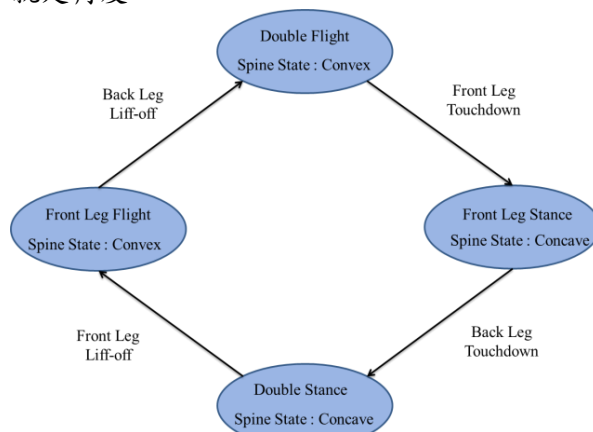 Double Flight
Spine State : Convex
Back Leg
Liff-off
Front Leg
Touchdown
Front Leg Flight
Spine State : Convex
Front Leg Stance
Spine State : Concave
Front Leg
Liff-off
Back Leg
Touchdown
Double Stance
Spine State : Concave